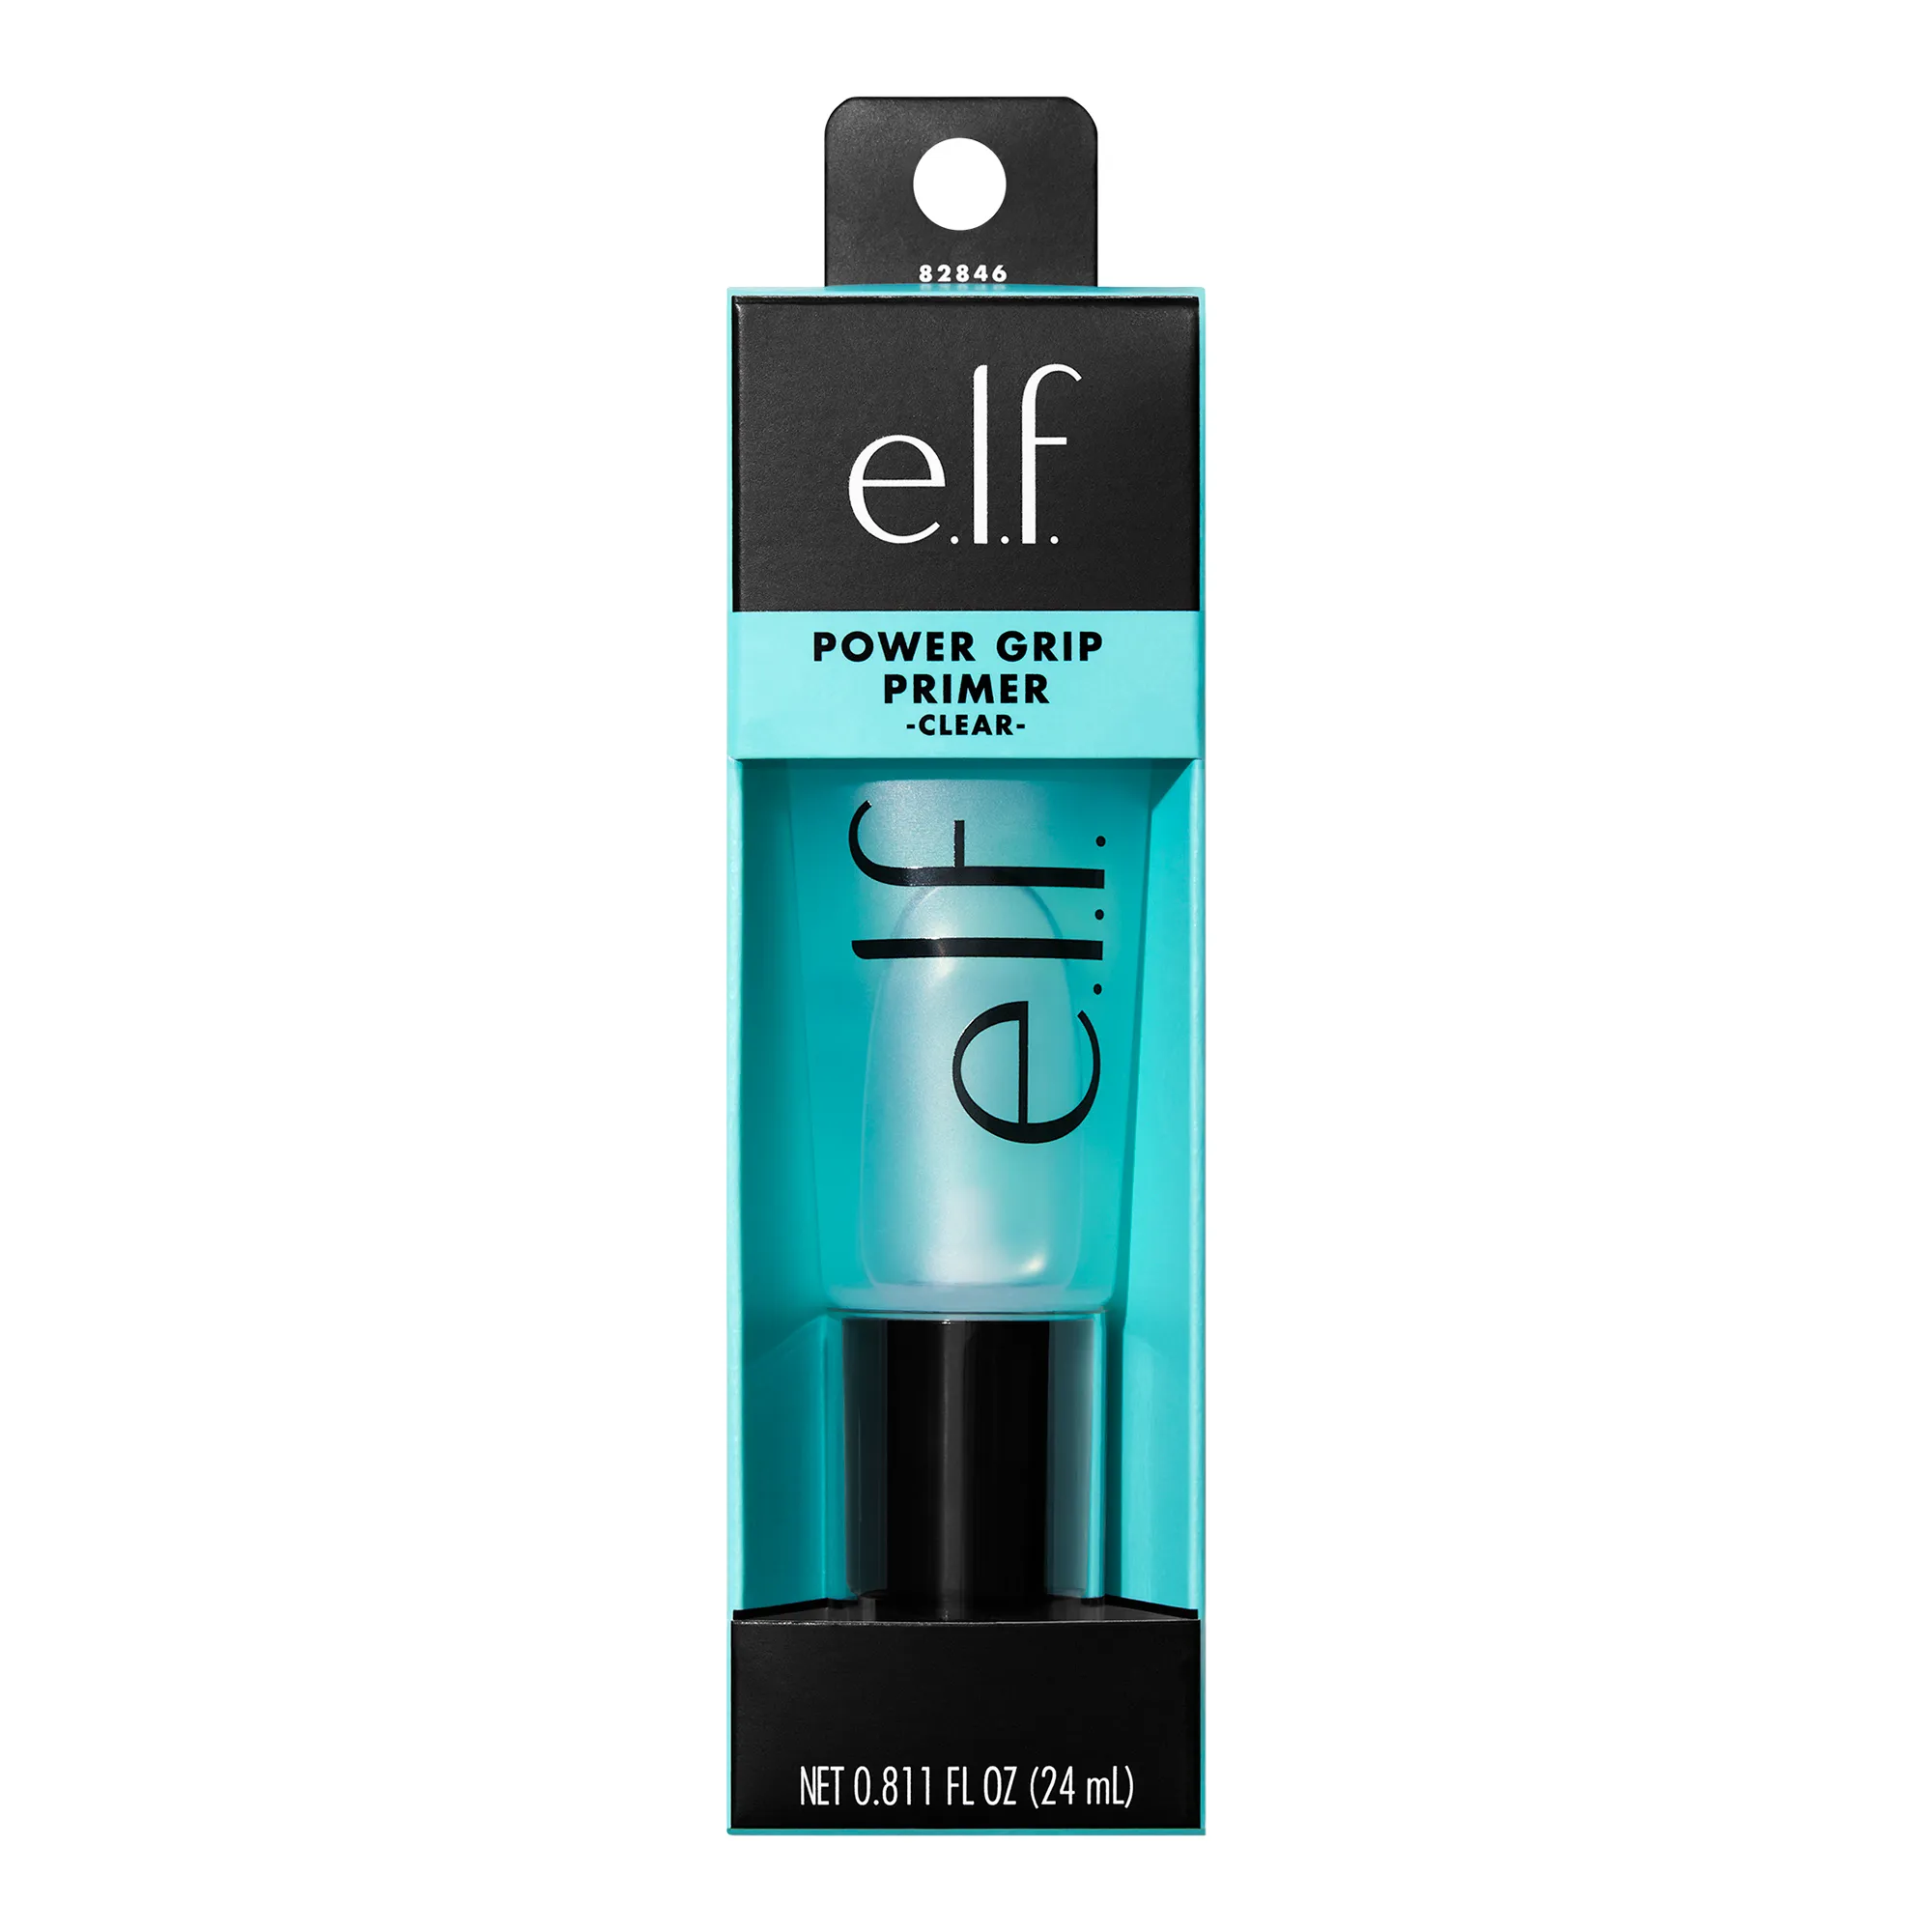 82846
e.l.f.
POWER GRIP
PRIMER
-CLEAR-
e.l.f.
NET 0.811 FL OZ (24 mL)